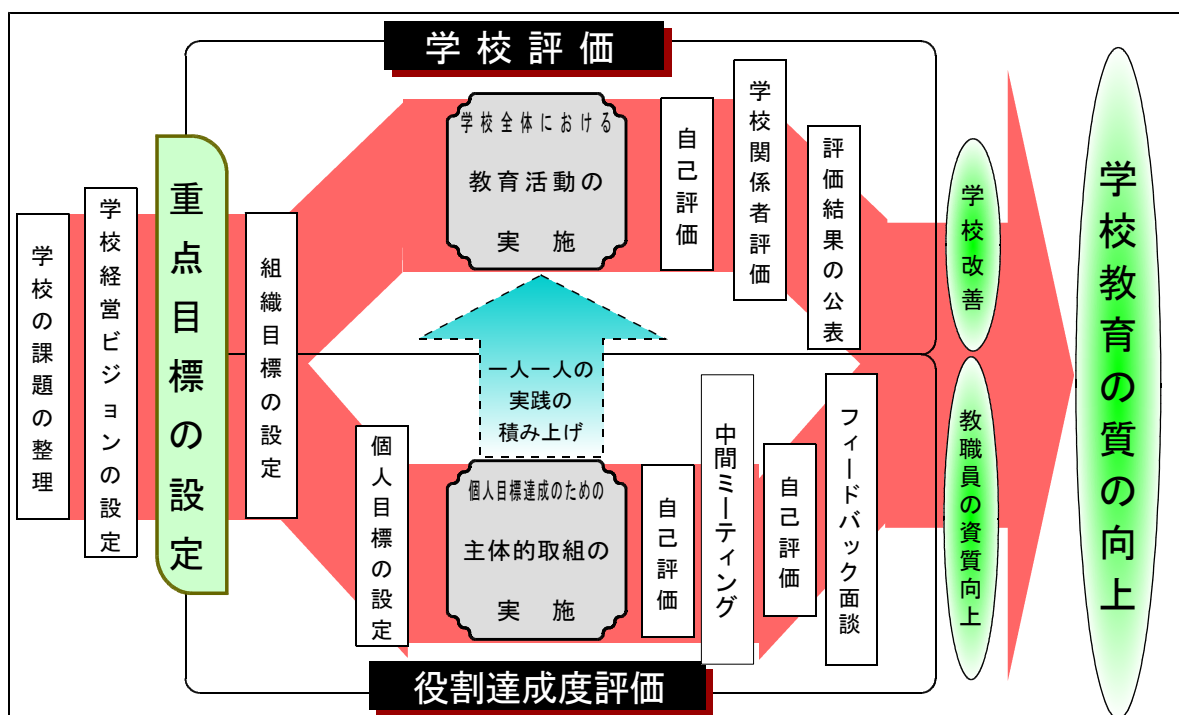 学校評価
学校の課題の整理
学校経営ビジョンの設定
重点目標の設定
組織目標の設定
学校全体における
教育活動の
実施
自己評価
学校関係者評価
評価結果の公表
学校改善
一人一人の
実践の
積み上げ
個人目標の設定
個人目標達成のための
主体的取組の
実施
自己評価
中間ミーティング
自己評価
フィードバック面談
教職員の資質向上
学校教育の質の向上
役割達成度評価